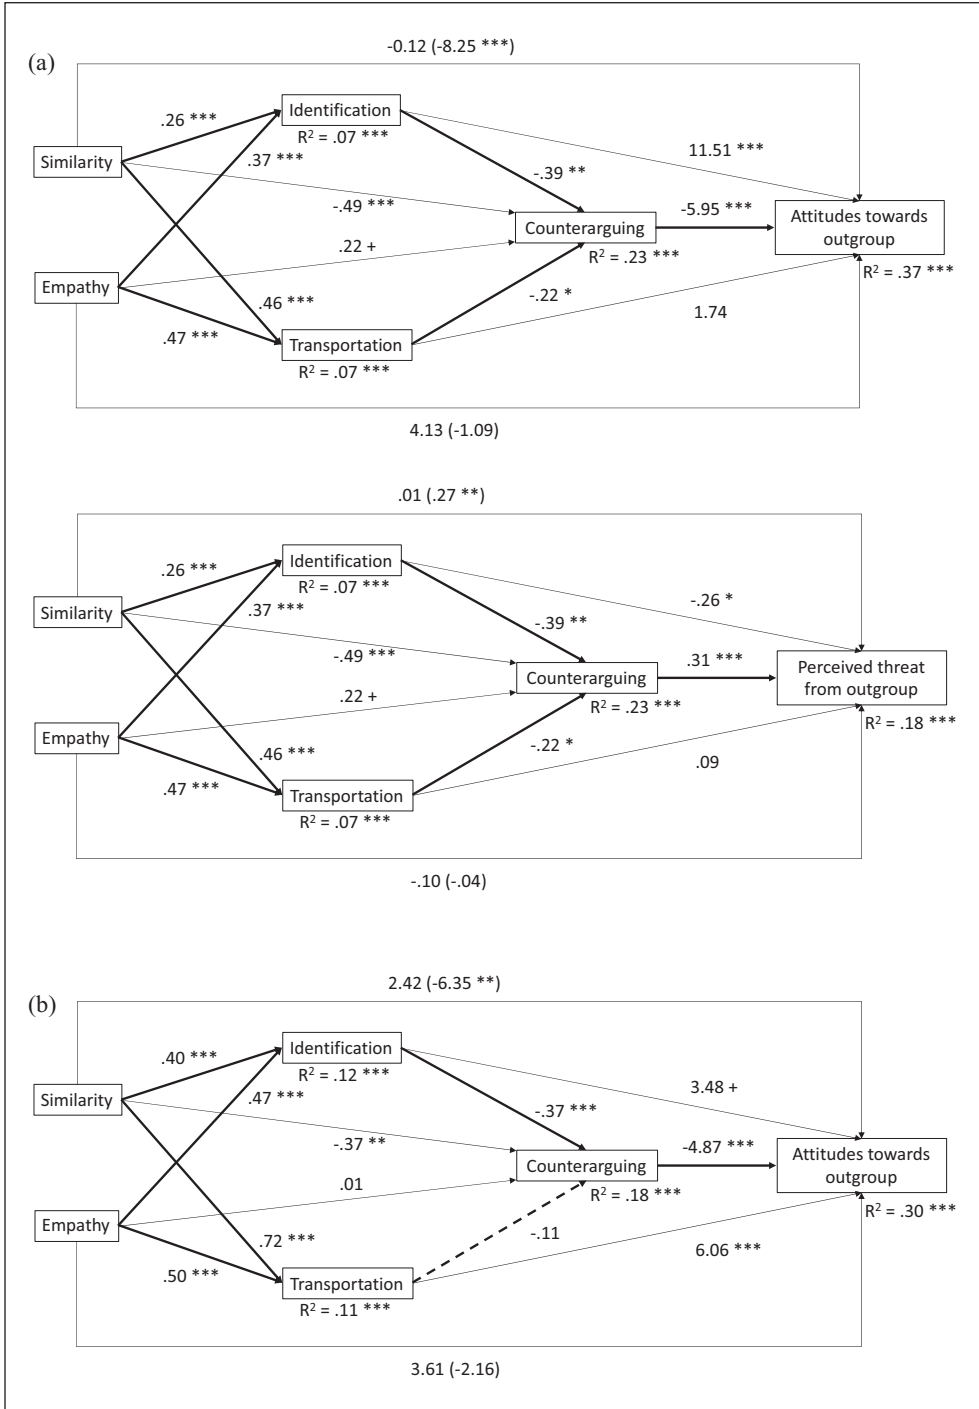 -0.12 (-8.25 ***)
(a)
Identification
.26 ***
R² = .07 ***
.37 ***
11.51 ***
Similarity
-.39 **
-.49 ***
-5.95 ***
Attitudes towards
outgroup
Counterarguing
.22 +
R² = .23 ***
R² = .37 ***
Empathy
.46 ***
-.22 *
.47 ***
1.74
Transportation
R² = .07 ***
4.13 (-1.09)
.01 (.27 **)
Identification
.26 ***
R² = .07 ***
.37 ***
-.26 *
Similarity
-.39 **
-.49 ***
.31 ***
Perceived threat
from outgroup
Counterarguing
.22 +
R² = .23 ***
R² = .18 ***
Empathy
.46 ***
-.22 *
.47 ***
.09
Transportation
R² = .07 ***
-.10 (-.04)
2.42 (-6.35 **)
(b)
Identification
.40 ***
R² = .12 ***
.47 ***
3.48 +
Similarity
-.37 ***
-.37 **
-4.87 ***
Attitudes towards
outgroup
Counterarguing
.01
R² = .18 ***
R² = .30 ***
Empathy
.72 ***
-.11
.50 ***
6.06 ***
Transportation
R² = .11 ***
3.61 (-2.16)